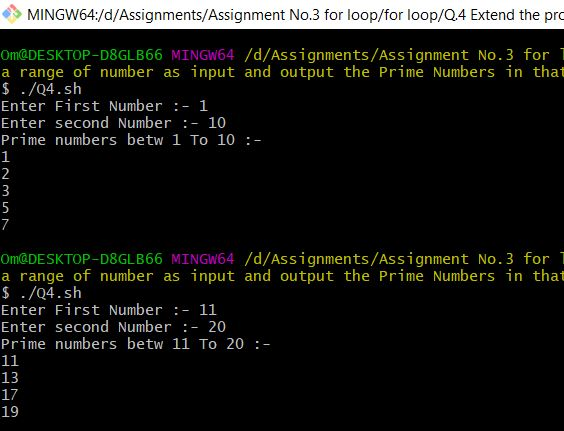 MINGW64:/d/Assignments/Assignment No.3 for loop/for loop/Q.4 Extend the pro
Om@DESKTOP-D8GLB66 MINGW64 /d/Assignments/Assignment No.3 for l
a range of number as input and output the Prime Numbers in that
$ ./Q4.sh
Enter First Number :- 1
Enter second Number :- 10
Prime numbers betw 1 To 10 :-
1
2
3
5
7
Om@DESKTOP-D8GLB66 MINGW64 /d/Assignments/Assignment No.3 for l
a range of number as input and output the Prime Numbers in that
$ ./Q4.sh
Enter First Number :- 11
Enter second Number :- 20
Prime numbers betw 11 To 20 :-
11
13
17
19